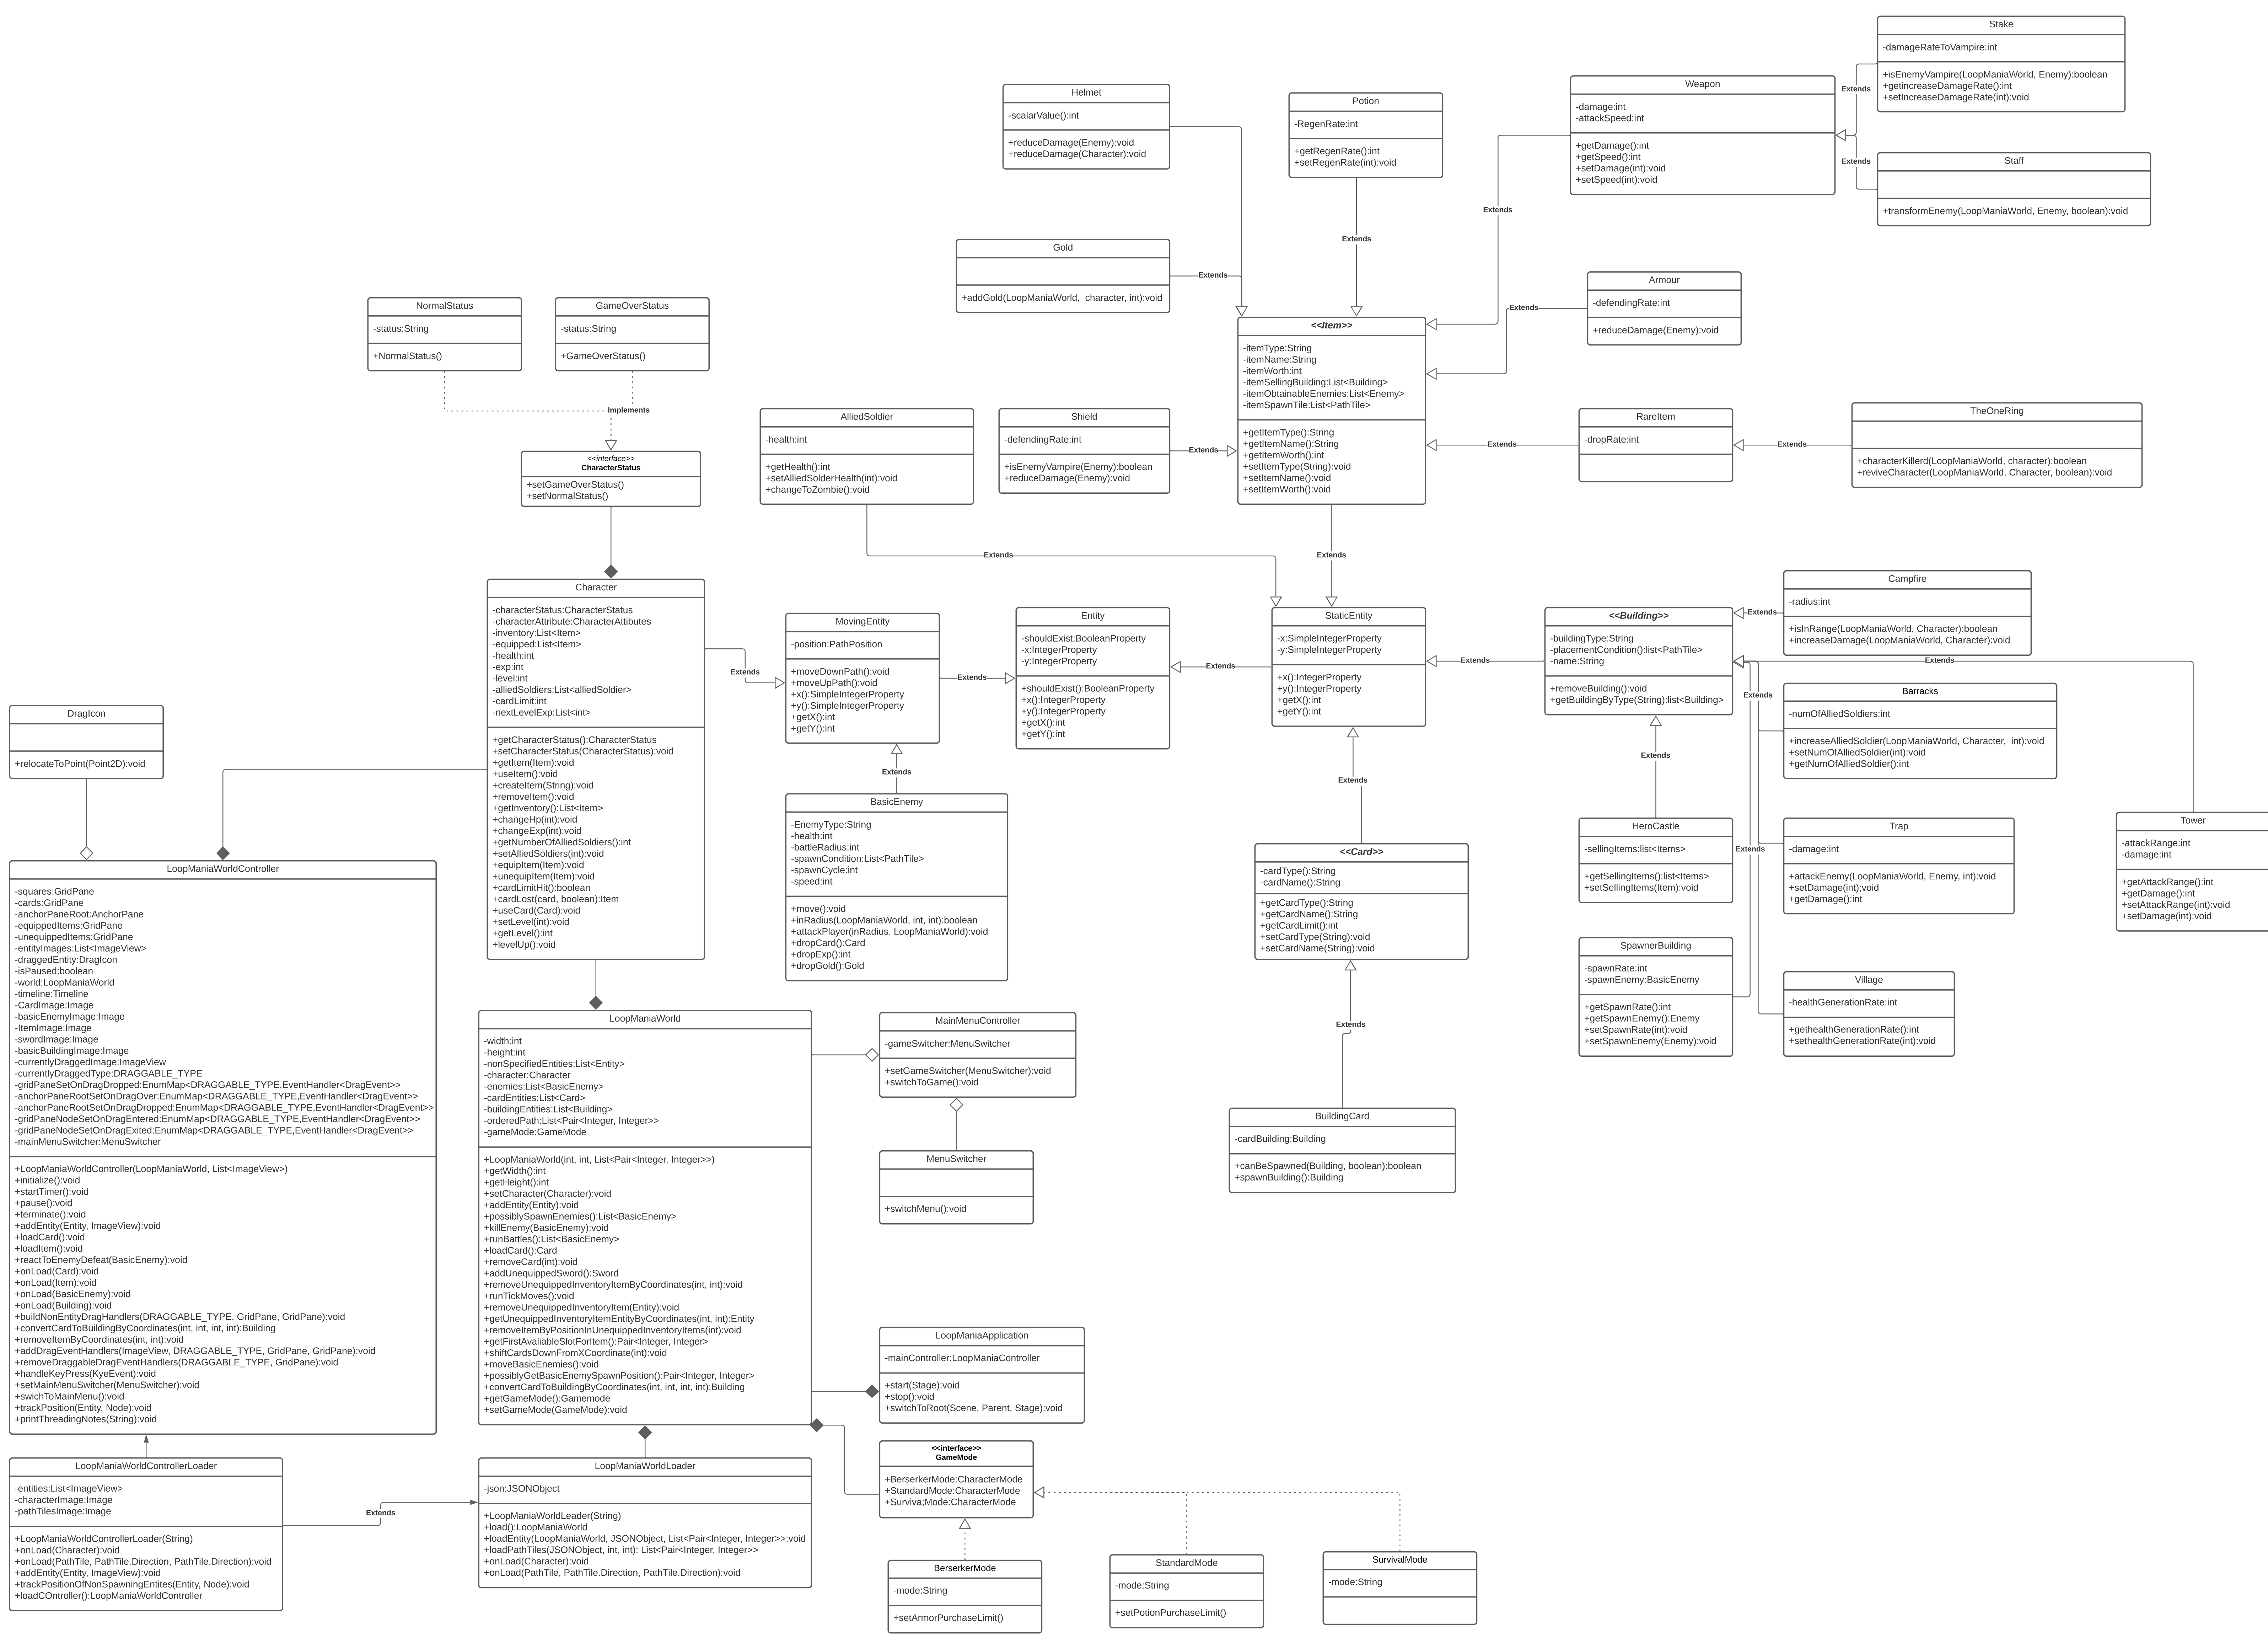 Stake
-damageRateToVampire:int
+isEnemyVampire(LoopManiaWorld, Enemy):boolean
+getincreaseDamageRate():int
+setIncreaseDamageRate(int):void
Weapon
-damage:int
-attackSpeed:int
+getDamage():int
+getSpeed():int
+setDamage(int):void
+setSpeed(int):void
Extends
Extends
Staff
+transformEnemy(LoopManiaWorld, Enemy, boolean):void
Helmet
-scalarValue():int
+reduceDamage(Enemy):void
+reduceDamage(Character):void
Potion
-RegenRate:int
+getRegenRate():int
+setRegenRate(int):void
Extends
Extends
Gold
+addGold(LoopManiaWorld,  character, int):void
Extends
Armour
-defendingRate:int
+reduceDamage(Enemy):void
Extends
NormalStatus
-status:String
+NormalStatus()
GameOverStatus
-status:String
+GameOverStatus()
Implements
<<interface>>
CharacterStatus
+setGameOverStatus()
+setNormalStatus()
<<Item>>
-itemType:String
-itemName:String
-itemWorth:int
-itemSellingBuilding:List<Building>
-itemObtainableEnemies:List<Enemy>
-itemSpawnTile:List<PathTile>
+getItemType():String
+getItemName():String
+getItemWorth():int
+setItemType(String):void
+setItemName():void
+setItemWorth():void
AlliedSoldier
-health:int
+getHealth():int
+setAlliedSolderHealth(int):void
+changeToZombie():void
Shield
-defendingRate:int
+isEnemyVampire(Enemy):boolean
+reduceDamage(Enemy):void
Extends
RareItem
-dropRate:int
Extends
TheOneRing
+characterKillerd(LoopManiaWorld, character):boolean
+reviveCharacter(LoopManiaWorld, Character, boolean):void
Extends
Extends
Extends
Character
-characterStatus:CharacterStatus
-characterAttribute:CharacterAttibutes
-inventory:List<Item>
-equipped:List<Item>
-health:int
-exp:int
-level:int
-alliedSoldiers:List<alliedSoldier>
-cardLimit:int
-nextLevelExp:List<int>
+getCharacterStatus():CharacterStatus
+setCharacterStatus(CharacterStatus):void
+getItem(Item):void
+useItem():void
+createItem(String):void
+removeItem():void
+getInventory():List<Item>
+changeHp(int):void
+changeExp(int):void
+getNumberOfAlliedSoldiers():int
+setAlliedSoldiers(int):void
+equipItem(Item):void
+unequipItem(Item):void
+cardLimitHit():boolean
+cardLost(card, boolean):Item
+useCard(Card):void
+setLevel(int):void
+getLevel():int
+levelUp():void
Extends
MovingEntity
-position:PathPosition
+moveDownPath():void
+moveUpPath():void
+x():SimpleIntegerProperty
+y():SimpleIntegerProperty
+getX():int
+getY():int
Extends
Entity
-shouldExist:BooleanProperty
-x:IntegerProperty
-y:IntegerProperty
+shouldExist():BooleanProperty
+x():IntegerProperty
+y():IntegerProperty
+getX():int
+getY():int
Extends
StaticEntity
-x:SimpleIntegerProperty
-y:SimpleIntegerProperty
+x():IntegerProperty
+y():IntegerProperty
+getX():int
+getY():int
Extends
<<Building>>
-buildingType:String
-placementCondition():list<PathTile>
-name:String
+removeBuilding():void
+getBuildingByType(String):list<Building>
Campfire
-radius:int
+isInRange(LoopManiaWorld, Character):boolean
+increaseDamage(LoopManiaWorld, Character):void
Extends
Extends
Extends
Barracks
-numOfAlliedSoldiers:int
+increaseAlliedSoldier(LoopManiaWorld, Character,  int):void
+setNumOfAlliedSoldier(int):void
+getNumOfAlliedSoldier():int
Extends
Extends
Extends
Extends
DragIcon
+relocateToPoint(Point2D):void
BasicEnemy
-EnemyType:String
-health:int
-battleRadius:int
-spawnCondition:List<PathTile>
-spawnCycle:int
-speed:int
+move():void
+inRadius(LoopManiaWorld, int, int):boolean
+attackPlayer(inRadius. LoopManiaWorld):void
+dropCard():Card
+dropExp():int
+dropGold():Gold
<<Card>>
-cardType():String
-cardName():String
+getCardType():String
+getCardName():String
+getCardLimit():int
+setCardType(String):void
+setCardName(String):void
HeroCastle
-sellingItems:list<Items>
+getSellingItems():list<Items>
+setSellingItems(Item):void
Trap
-damage:int
+attackEnemy(LoopManiaWorld, Enemy, int):void
+setDamage(int);void
+getDamage():int
Tower
-attackRange:int
-damage:int
+getAttackRange():int
+getDamage():int
+setAttackRange(int):void
+setDamage(int):void
SpawnerBuilding
-spawnRate:int
-spawnEnemy:BasicEnemy
+getSpawnRate():int
+getSpawnEnemy():Enemy
+setSpawnRate(int):void
+setSpawnEnemy(Enemy):void
Village
-healthGenerationRate:int
+gethealthGenerationRate():int
+sethealthGenerationRate(int):void
Extends
BuildingCard
-cardBuilding:Building
+canBeSpawned(Building, boolean):boolean
+spawnBuilding():Building
LoopManiaWorldController
-squares:GridPane
-cards:GridPane
-anchorPaneRoot:AnchorPane
-equippedItems:GridPane
-unequippedItems:GridPane
-entityImages:List<ImageView>
-draggedEntity:DragIcon
-isPaused:boolean
-world:LoopManiaWorld
-timeline:Timeline
-CardImage:Image
-basicEnemyImage:Image
-ItemImage:Image
-swordImage:Image
-basicBuildingImage:Image
-currentlyDraggedImage:ImageView
-currentlyDraggedType:DRAGGABLE_TYPE
-gridPaneSetOnDragDropped:EnumMap<DRAGGABLE_TYPE,EventHandler<DragEvent>>
-anchorPaneRootSetOnDragOver:EnumMap<DRAGGABLE_TYPE,EventHandler<DragEvent>>
-anchorPaneRootSetOnDragDropped:EnumMap<DRAGGABLE_TYPE,EventHandler<DragEvent>>
-gridPaneNodeSetOnDragEntered:EnumMap<DRAGGABLE_TYPE,EventHandler<DragEvent>>
-gridPaneNodeSetOnDragExited:EnumMap<DRAGGABLE_TYPE,EventHandler<DragEvent>>
-mainMenuSwitcher:MenuSwitcher
+LoopManiaWorldController(LoopManiaWorld, List<ImageView>)
+initialize():void
+startTimer():void
+pause():void
+terminate():void
+addEntity(Entity, ImageView):void
+loadCard():void
+loadItem():void
+reactToEnemyDefeat(BasicEnemy):void
+onLoad(Card):void
+onLoad(Item):void
+onLoad(BasicEnemy):void
+onLoad(Building):void
+buildNonEntityDragHandlers(DRAGGABLE_TYPE, GridPane, GridPane):void
+convertCardToBuildingByCoordinates(int, int, int, int):Building
+removeItemByCoordinates(int, int):void
+addDragEventHandlers(ImageView, DRAGGABLE_TYPE, GridPane, GridPane):void
+removeDraggableDragEventHandlers(DRAGGABLE_TYPE, GridPane):void
+handleKeyPress(KyeEvent):void
+setMainMenuSwitcher(MenuSwitcher):void
+swichToMainMenu():void
+trackPosition(Entity, Node):void
+printThreadingNotes(String):void
LoopManiaWorld
-width:int
-height:int
-nonSpecifiedEntities:List<Entity>
-character:Character
-enemies:List<BasicEnemy>
-cardEntities:List<Card>
-buildingEntities:List<Building>
-orderedPath:List<Pair<Integer, Integer>>
-gameMode:GameMode
+LoopManiaWorld(int, int, List<Pair<Integer, Integer>>)
+getWidth():int
+getHeight():int
+setCharacter(Character):void
+addEntity(Entity):void
+possiblySpawnEnemies():List<BasicEnemy>
+killEnemy(BasicEnemy):void
+runBattles():List<BasicEnemy>
+loadCard():Card
+removeCard(int):void
+addUnequippedSword():Sword
+removeUnequippedInventoryItemByCoordinates(int, int):void
+runTickMoves():void
+removeUnequippedInventoryItem(Entity):void
+getUnequippedInventoryItemEntityByCoordinates(int, int):Entity
+removeItemByPositionInUnequippedInventoryItems(int):void
+getFirstAvaliableSlotForItem():Pair<Integer, Integer>
+shiftCardsDownFromXCoordinate(int):void
+moveBasicEnemies():void
+possiblyGetBasicEnemySpawnPosition():Pair<Integer, Integer>
+convertCardToBuildingByCoordinates(int, int, int, int):Building
+getGameMode():Gamemode
+setGameMode(GameMode):void
MainMenuController
-gameSwitcher:MenuSwitcher
+setGameSwitcher(MenuSwitcher):void
+switchToGame():void
MenuSwitcher
+switchMenu():void
LoopManiaApplication
-mainController:LoopManiaController
+start(Stage):void
+stop():void
+switchToRoot(Scene, Parent, Stage):void
<<interface>>
GameMode
+BerserkerMode:CharacterMode
+StandardMode:CharacterMode
+Surviva;Mode:CharacterMode
LoopManiaWorldControllerLoader
-entities:List<ImageView>
-characterImage:Image
-pathTilesImage:Image
+LoopManiaWorldControllerLoader(String)
+onLoad(Character):void
+onLoad(PathTile, PathTile.Direction, PathTile.Direction):void
+addEntity(Entity, ImageView):void
+trackPositionOfNonSpawningEntites(Entity, Node):void
+loadCOntroller():LoopManiaWorldController
Extends
LoopManiaWorldLoader
-json:JSONObject
+LoopManiaWorldLeader(String)
+load():LoopManiaWorld
+loadEntity(LoopManiaWorld, JSONObject, List<Pair<Integer, Integer>>:void
+loadPathTiles(JSONObject, int, int): List<Pair<Integer, Integer>>
+onLoad(Character):void
+onLoad(PathTile, PathTile.Direction, PathTile.Direction):void
BerserkerMode
-mode:String
+setArmorPurchaseLimit()
StandardMode
-mode:String
+setPotionPurchaseLimit()
SurvivalMode
-mode:String